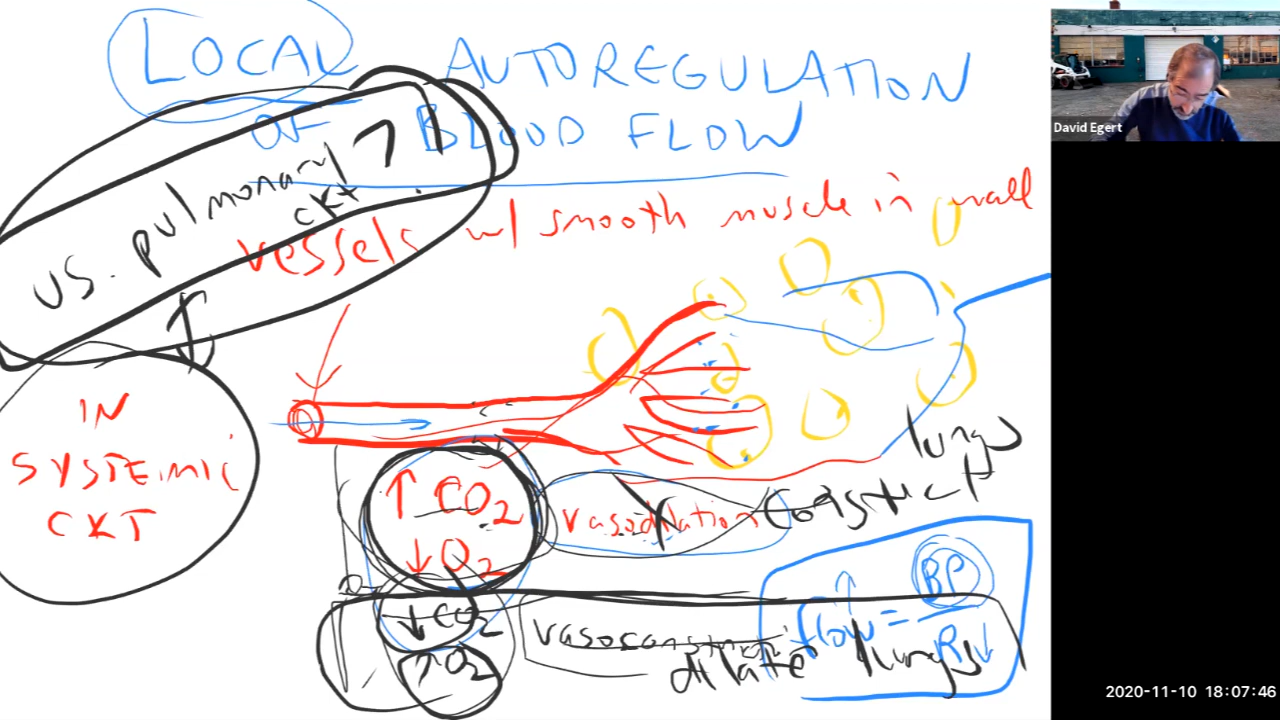 LOCAL AUTOREGULATION
OF BLOOD FLOW
vs. pulmonary
CKT
vessels w/ smooth muscle in wall
IN
SYSTEMIC
CKT
↑ CO2
↓ O2
vasodilation
constrict
lungs
↓ CO2
↑ O2
dilate lungs
↑
flow = BP
R↓
David Egert
2020-11-10 18:07:46